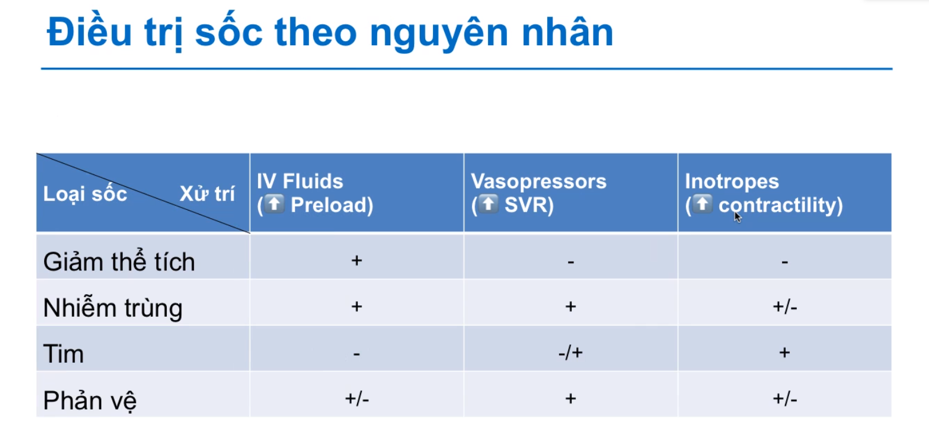 Điều trị sốc theo nguyên nhân
Loại sốc Xử trí
IV Fluids
(⬆ Preload)
Vasopressors
(⬆ SVR)
Inotropes
(⬆ contractility)
Giảm thể tích + - -
Nhiễm trùng + + +/-
Tim - -/+ +
Phản vệ +/- + +/-